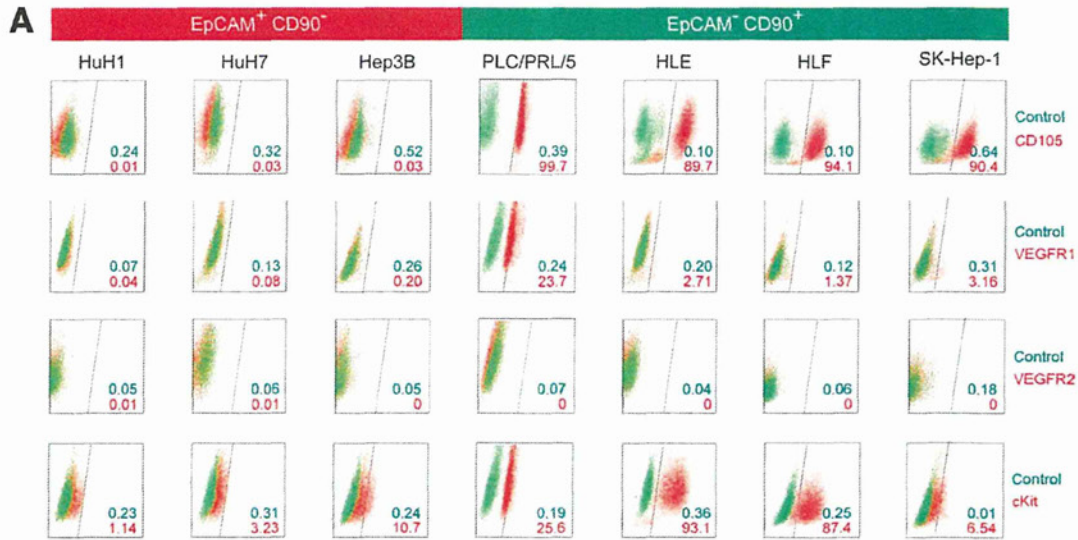 A
EpCAM+ CD90- EpCAM- CD90+
HuH1 HuH7 Hep3B PLC/PRL/5 HLE HLF SK-Hep-1
0.24 0.32 0.52 0.39 0.10 0.10 0.64 Control
0.01 0.03 0.03 99.7 89.7 94.1 90.4 CD105
0.07 0.13 0.26 0.24 0.20 0.12 0.31 Control
0.04 0.08 0.20 23.7 2.71 1.37 3.16 VEGFR1
0.05 0.06 0.05 0.07 0.04 0.06 0.18 Control
0.01 0.01 0 0 0 0 0 VEGFR2
0.23 0.31 0.24 0.19 0.36 0.25 0.01 Control
1.14 3.23 10.7 25.6 93.1 87.4 6.54 cKit